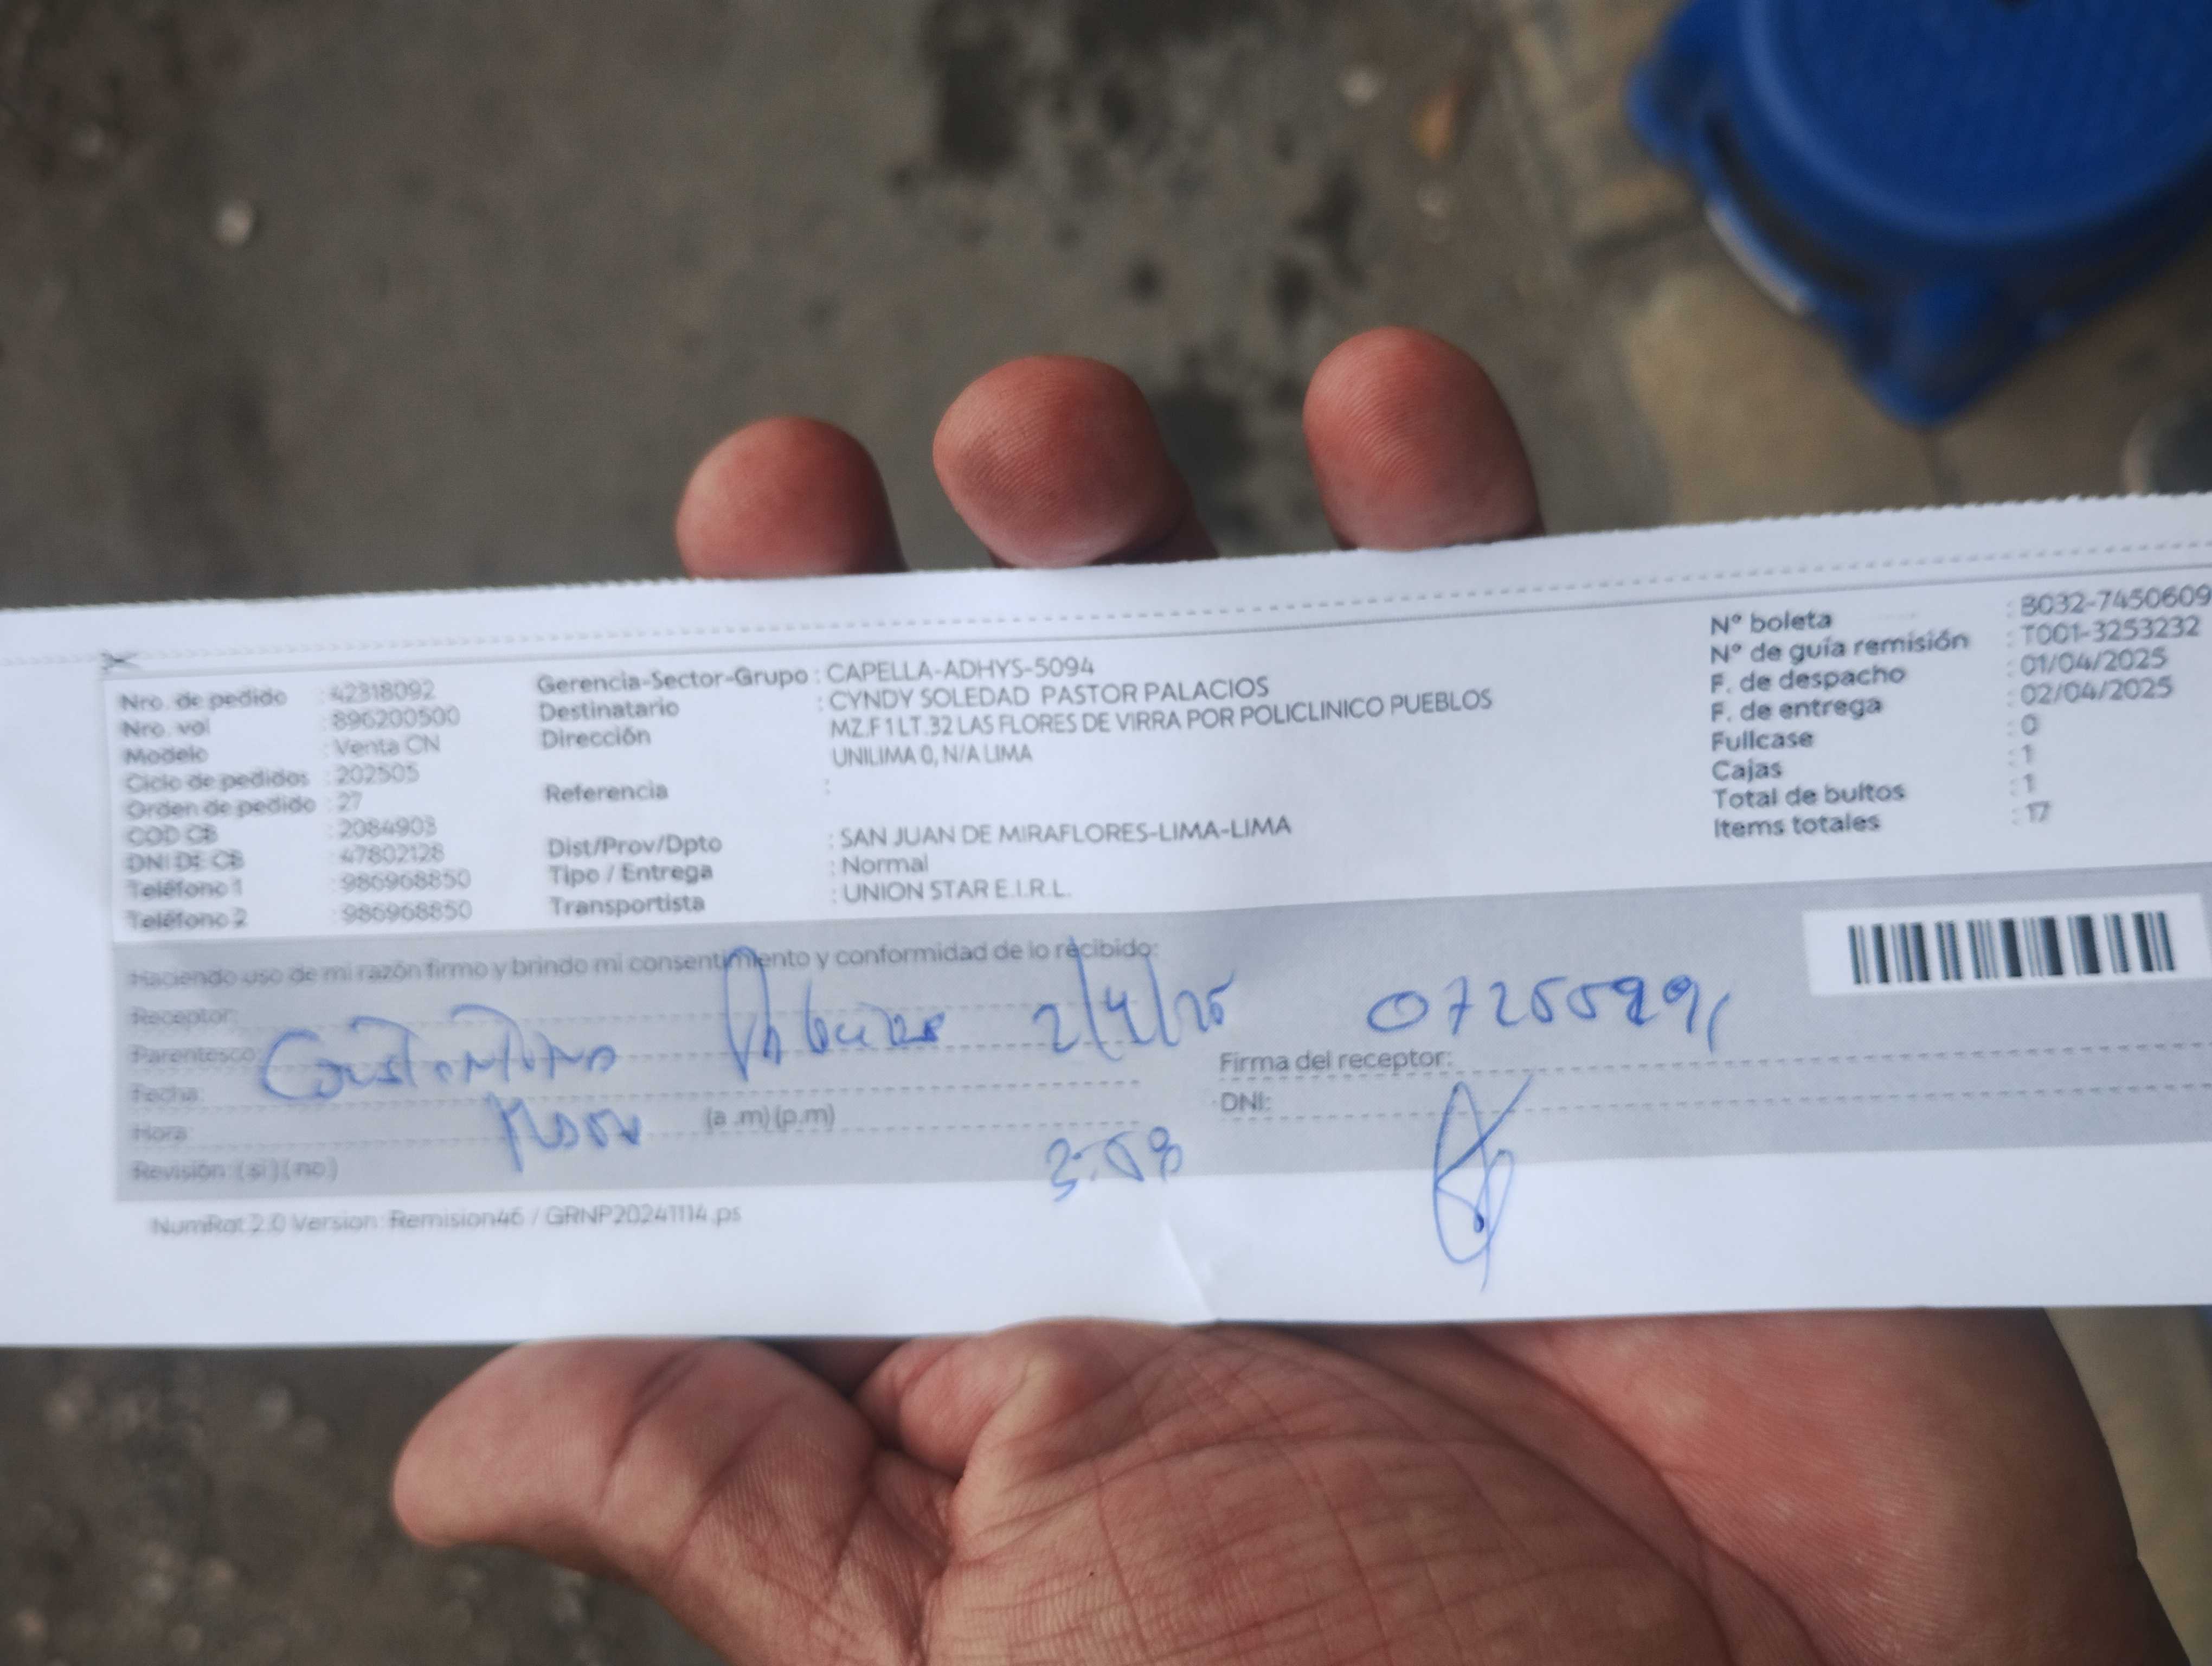 Nro. de pedido : 42318092
Nro. vol : 896200500
Modelo : Venta CN
Ciclo de pedidos : 202505
Orden de pedido : 27
COD CB : 2084903
DNI DE CB : 47802128
Teléfono 1 : 986968850
Teléfono 2 : 986968850
Gerencia-Sector-Grupo : CAPELLA-ADHYS-5094
Destinatario : CYNDY SOLEDAD PASTOR PALACIOS
Dirección MZ.F1 LT.32 LAS FLORES DE VIRRA POR POLICLINICO PUEBLOS
UNILIMA 0, N/A LIMA
Referencia :
Dist/Prov/Dpto : SAN JUAN DE MIRAFLORES-LIMA-LIMA
Tipo / Entrega : Normal
Transportista : UNION STAR E.I.R.L.
N° boleta : B032-7450609
N° de guía remisión : T001-3253232
F. de despacho : 01/04/2025
F. de entrega : 02/04/2025
Fullcase : 0
Cajas : 1
Total de bultos : 1
Items totales : 17
Haciendo uso de mi razón firmo y brindo mi consentimiento y conformidad de lo recibido:
Receptor:
Parentesco:
Fecha:
Hora: (a .m) (p.m)
Revisión: (si) (no)
Constantino 2/4/25
Firma del receptor:
DNI:
NumRot 2.0 Version: Remision46 / GRNP20241114.ps